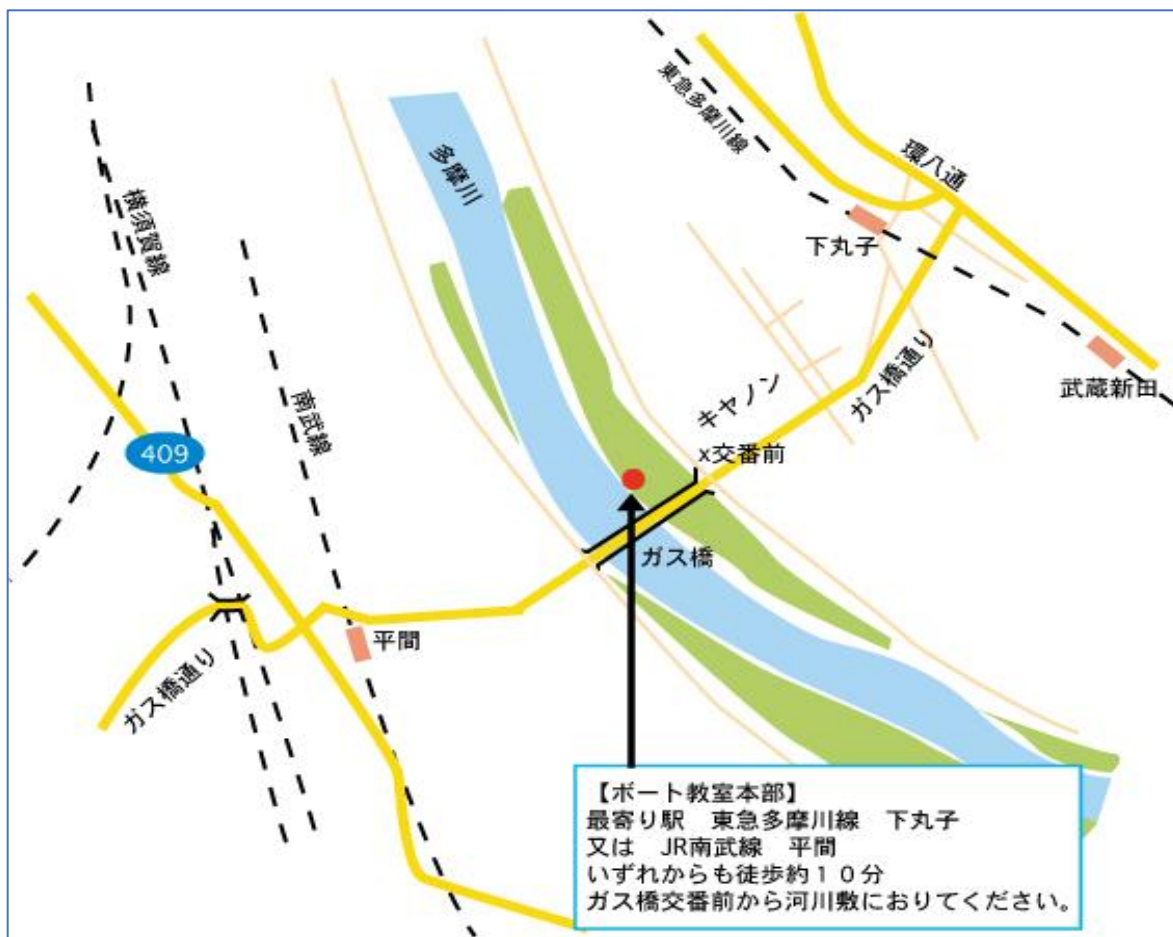 東急多摩川線
環八通
多摩川
横須賀線
下丸子
南武線
ガス橋通り
武蔵新田
キヤノン
409
x交番前
ガス橋
平間
ガス橋通り
【ボート教室本部】
最寄り駅 東急多摩川線 下丸子
又は JR南武線 平間
いずれからも徒歩約１０分
ガス橋交番前から河川敷におりてください。